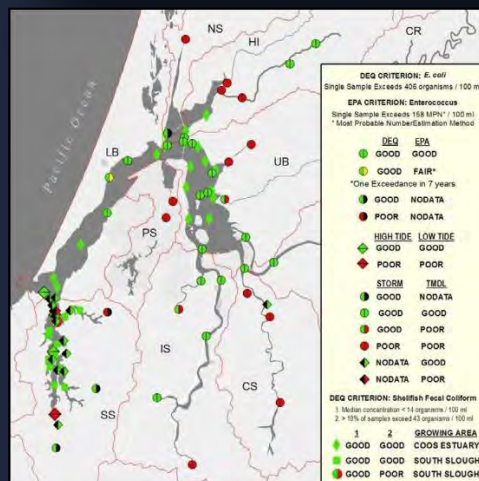 NS
HI
CR
Pacific Ocean
LB
UB
PS
IS
CS
SS
DEQ CRITERION: E. coli
Single Sample Exceeds 406 organisms / 100 ml
EPA CRITERION: Enterococcus
Single Sample Exceeds 158 MPN* / 100 ml
* Most Probable Number/Estimation Method
DEQ EPA
GOOD GOOD
GOOD FAIR*
*One Exceedance in 7 years
GOOD NODATA
POOR NODATA
HIGH TIDE LOW TIDE
GOOD GOOD
POOR POOR
STORM TMDL
GOOD NODATA
GOOD GOOD
GOOD POOR
POOR POOR
NODATA GOOD
NODATA POOR
DEQ CRITERION: Shellfish Fecal Coliform
1. Median concentration < 14 organisms / 100 ml
2. > 10% of samples exceed 43 organisms / 100 ml
1 2 GROWING AREA
GOOD GOOD COOS ESTUARY
GOOD GOOD SOUTH SLOUGH
GOOD POOR SOUTH SLOUGH